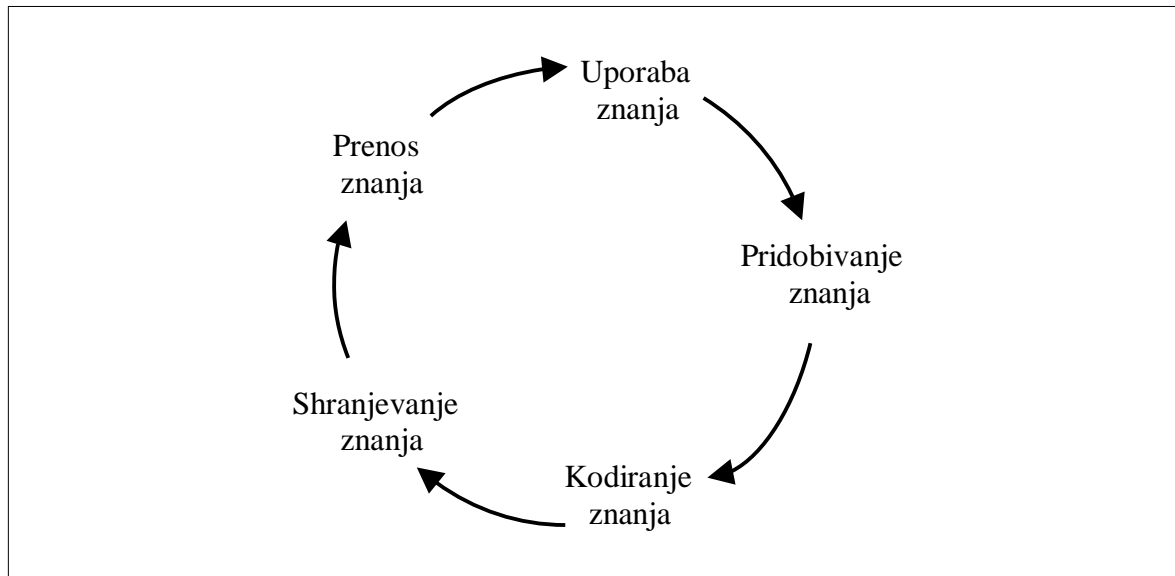 Uporaba
znanja
Pridobivanje
znanja
Kodiranje
znanja
Shranjevanje
znanja
Prenos
znanja